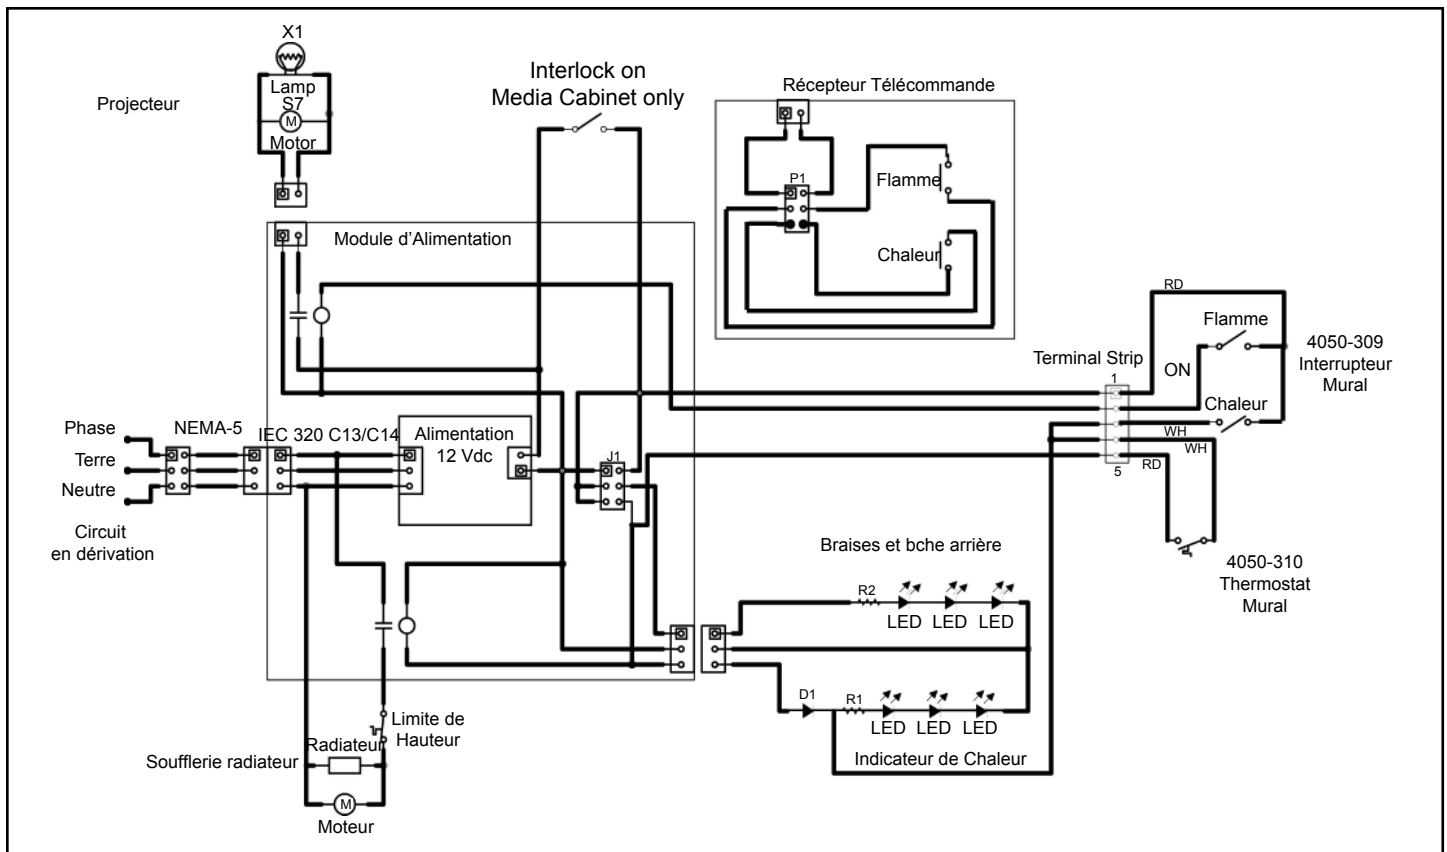 X1
Lamp
S7
M
Motor
Projecteur
Interlock on
Media Cabinet only
Récepteur Télécommande
P1
Flamme
Chaleur
Module d'Alimentation
RD
Flamme
Terminal Strip
1
ON
4050-309
Interrupteur
Mural
Chaleur
WH
WH
RD
5
Phase
NEMA-5
IEC 320 C13/C14
Alimentation
12 Vdc
J1
Terre
Neutre
Circuit
en dérivation
Braises et bche arrière
4050-310
Thermostat
Mural
R2
LED
LED
LED
D1
R1
LED
LED
LED
Indicateur de Chaleur
Limite de
Hauteur
Radiateur
Soufflerie radiateur
M
Moteur